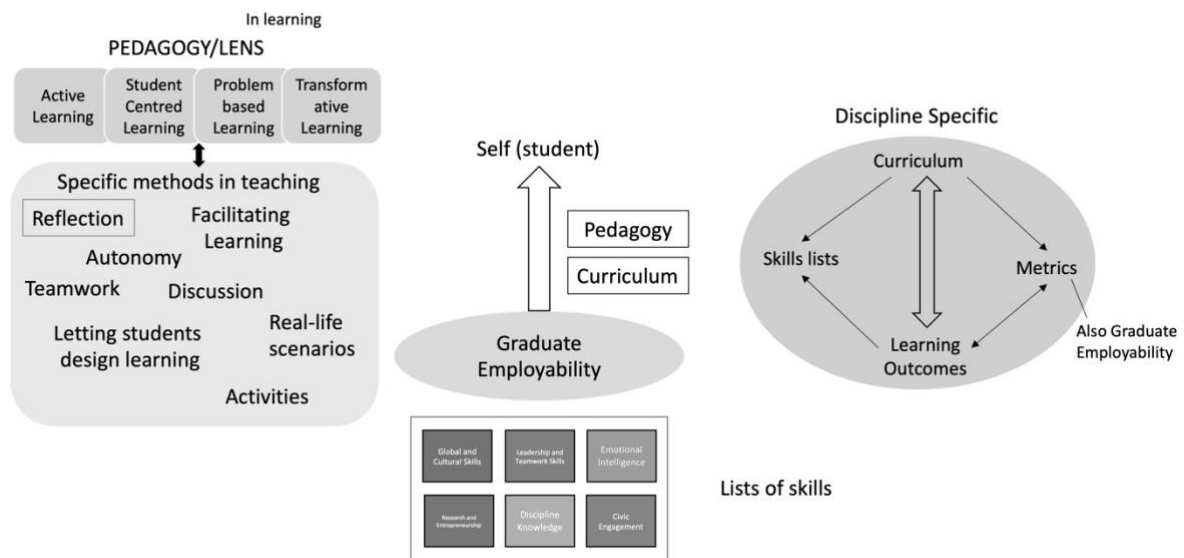 In learning
PEDAGOGY/LENS
Active
Learning
Student
Centred
Learning
Problem
based
Learning
Transform
ative
Learning
Specific methods in teaching
Reflection
Facilitating
Learning
Autonomy
Teamwork
Discussion
Letting students
design learning
Real-life
scenarios
Activities
Self (student)
Pedagogy
Curriculum
Graduate
Employability
Global and
Cultural Skills
Leadership and
Teamwork Skills
Emotional
Intelligence
Research and
Entrepreneurship
Discipline
Knowledge
Civic
Engagement
Lists of skills
Discipline Specific
Curriculum
Skills lists
Metrics
Learning
Outcomes
Also Graduate
Employability